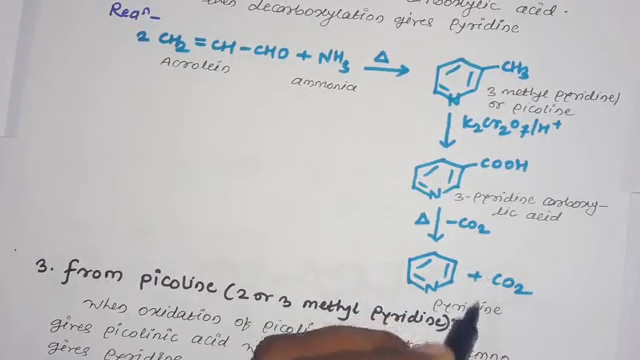 when decarboxylation gives Pyridine
Reaⁿ-
2 CH₂=CH-CHO + NH₃ Δ
Acrolein
ammonia
CH₃
N
3 methyl pyridine)
or picoline
K₂Cr₂O₇/H⁺
COOH
N
3-pyridine carboxy-
lic acid
Δ -CO₂
N
+ CO₂
pyridine
3. from picoline (2 or 3 methyl pyridine)-
when oxidation of
gives picolinic acid
gives pyridine